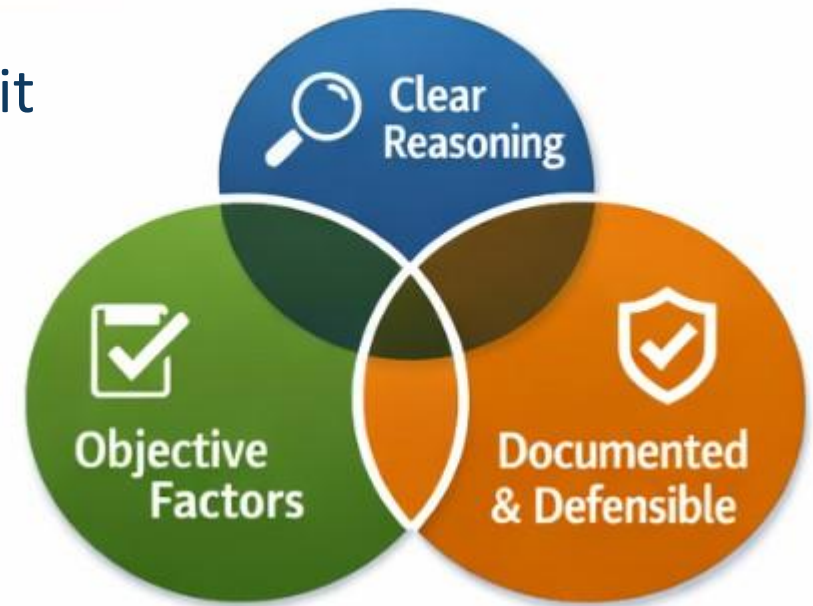 it
Clear
Reasoning
Objective
Factors
Documented
& Defensible